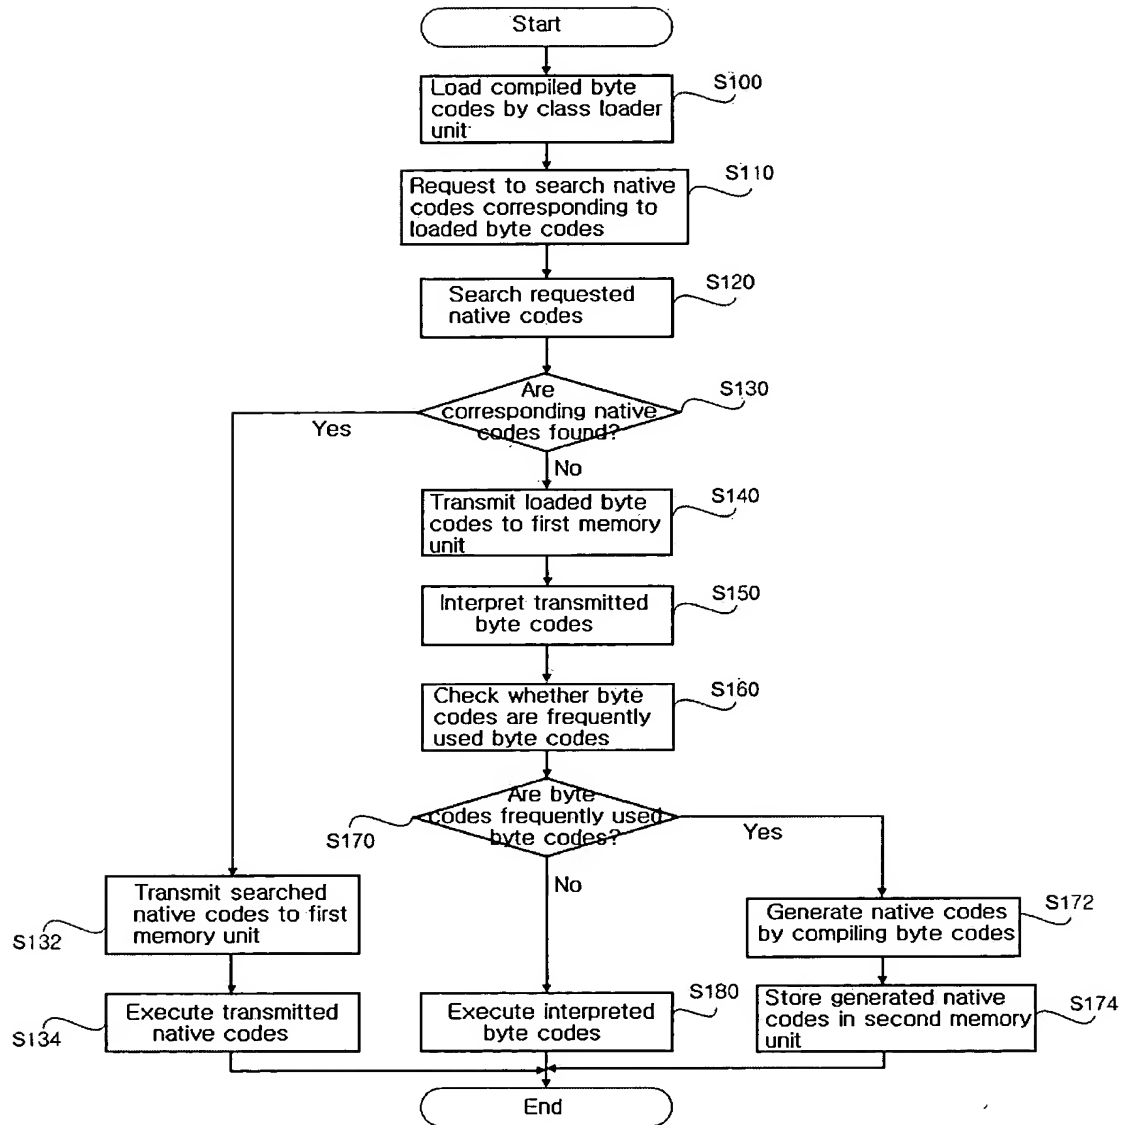 Start
Load compiled byte
codes by class loader
unit
S100
Request to search native
codes corresponding to
loaded byte codes
S110
Search requested
native codes
S120
Are
corresponding native
codes found?
S130
Yes
No
Transmit loaded byte
codes to first memory
unit
S140
Interpret transmitted
byte codes
S150
Check whether byte
codes are frequently
used byte codes
S160
Are byte
codes frequently used
byte codes?
S170
Yes
No
Transmit searched
native codes to first
memory unit
S132
Generate native codes
by compiling byte codes
S172
Execute transmitted
native codes
S134
Execute interpreted
byte codes
S180
Store generated native
codes in second memory
unit
S174
End